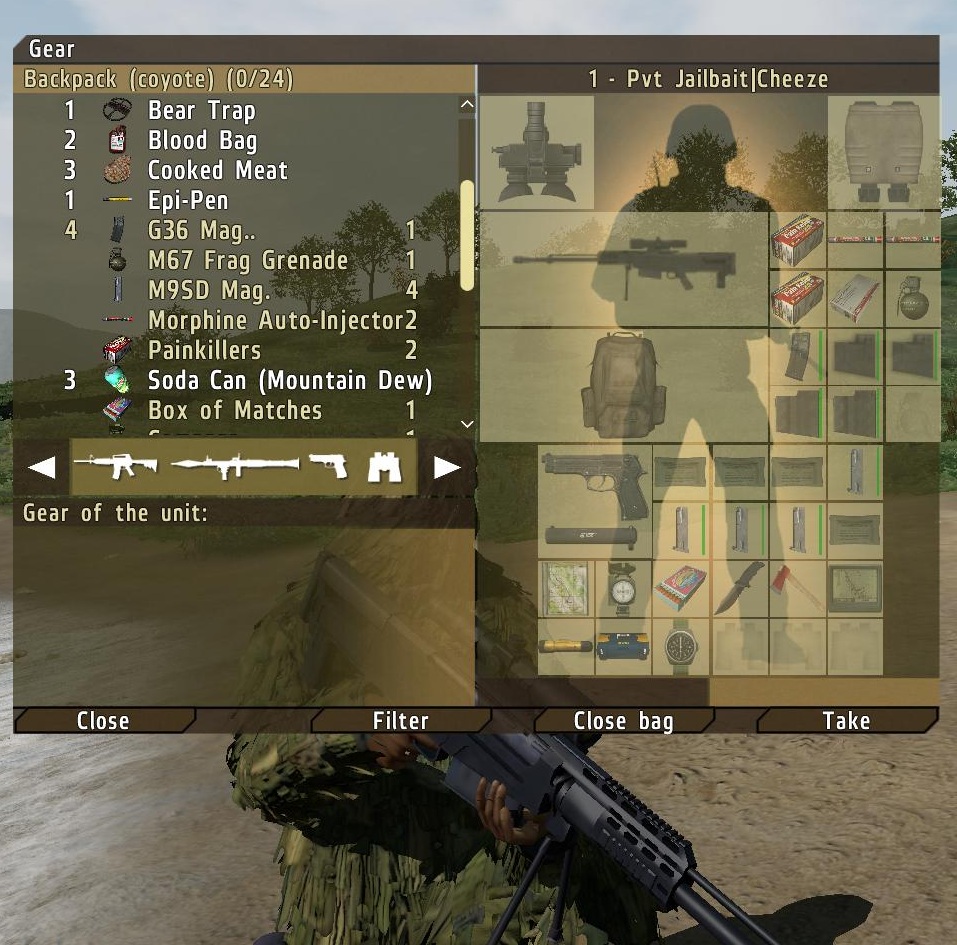 Gear
Backpack (coyote) (0/24)
1 - Pvt Jailbait|Cheeze
1 Bear Trap
2 Blood Bag
3 Cooked Meat
1 Epi-Pen
4 G36 Mag.. 1
M67 Frag Grenade 1
M9SD Mag. 4
Morphine Auto-Injector2
Painkillers 2
3 Soda Can (Mountain Dew)
Box of Matches 1
Gear of the unit:
Close
Filter
Close bag
Take